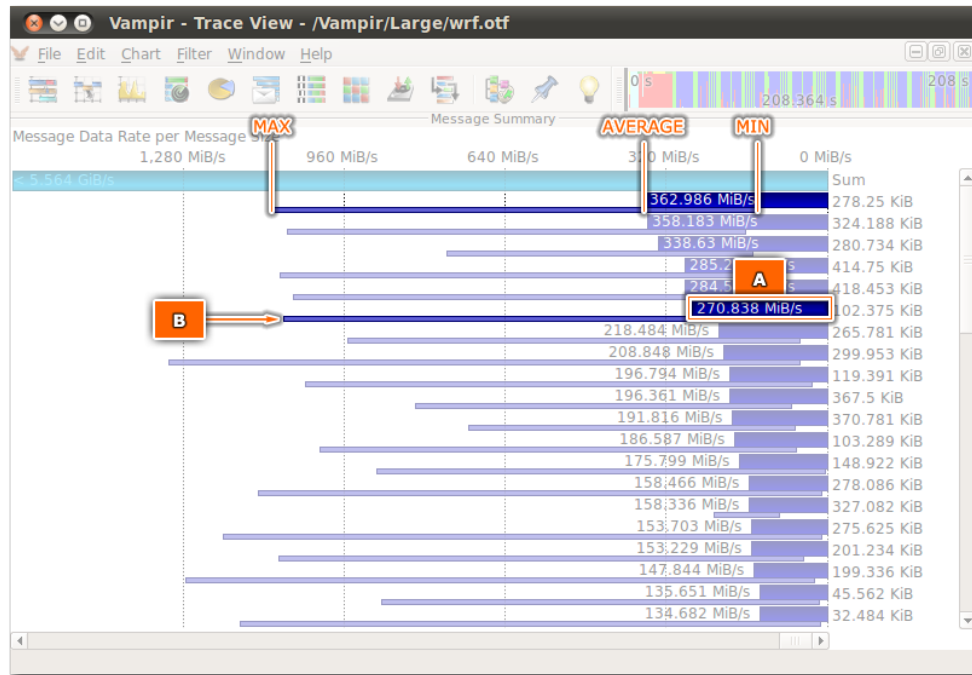 Vampir - Trace View - /Vampir/Large/wrf.otf
File Edit Chart Filter Window Help
0 s 208 s
208.364 s
Message Summary
MAX AVERAGE MIN
Message Data Rate per Message Size
1,280 MiB/s 960 MiB/s 640 MiB/s 320 MiB/s 0 MiB/s
< 5.564 GiB/s Sum
362.986 MiB/s 278.25 KiB
358.183 MiB/s 324.188 KiB
338.63 MiB/s 280.734 KiB
285.2 s 414.75 KiB
A
284.5 418.453 KiB
B
270.838 MiB/s 102.375 KiB
218.484 MiB/s 265.781 KiB
208.848 MiB/s 299.953 KiB
196.794 MiB/s 119.391 KiB
196.361 MiB/s 367.5 KiB
191.816 MiB/s 370.781 KiB
186.587 MiB/s 103.289 KiB
175.799 MiB/s 148.922 KiB
158.466 MiB/s 278.086 KiB
158.336 MiB/s 327.082 KiB
153.703 MiB/s 275.625 KiB
153.229 MiB/s 201.234 KiB
147.844 MiB/s 199.336 KiB
135.651 MiB/s 45.562 KiB
134.682 MiB/s 32.484 KiB